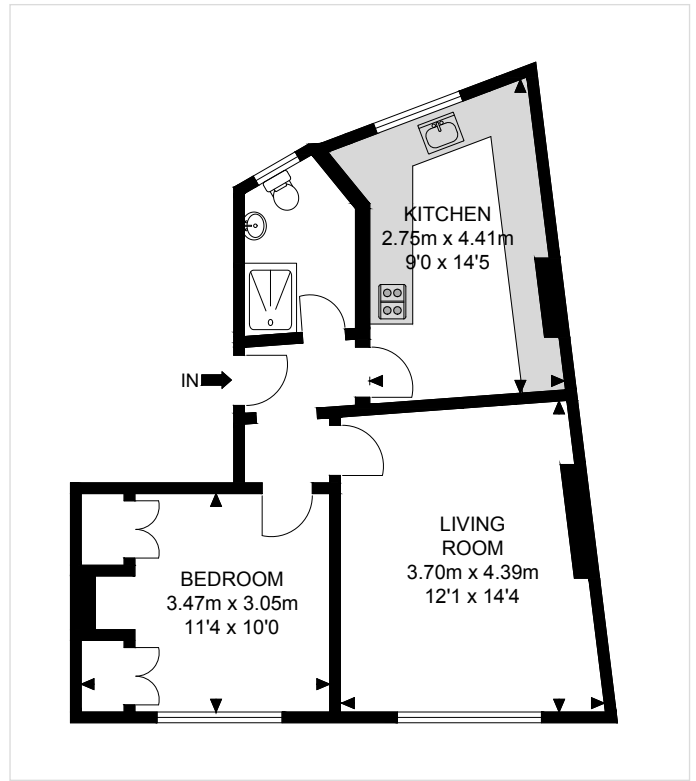 KITCHEN
2.75m x 4.41m
9'0 x 14'5
IN
LIVING
ROOM
3.70m x 4.39m
12'1 x 14'4
BEDROOM
3.47m x 3.05m
11'4 x 10'0